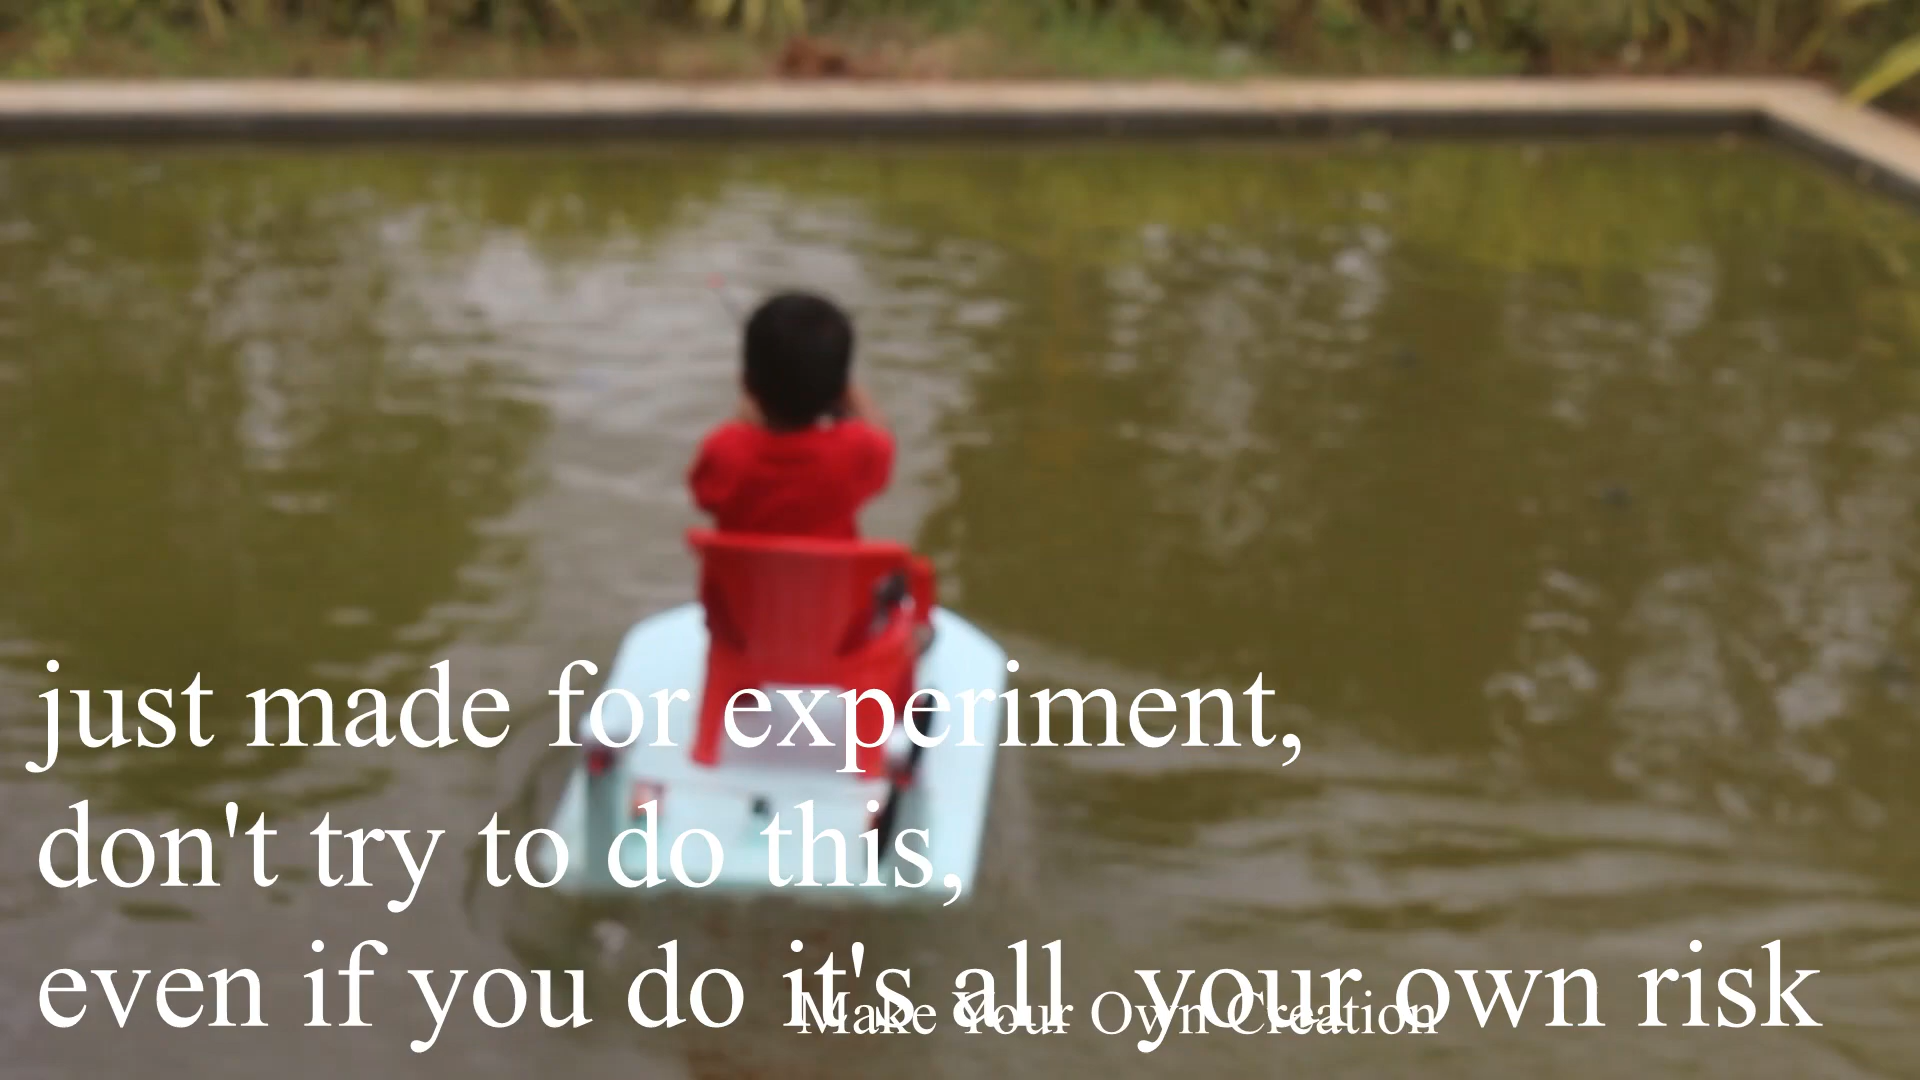 just made for experiment,
don't try to do this,
even if you do it's all your own risk
Make Your Own Creation